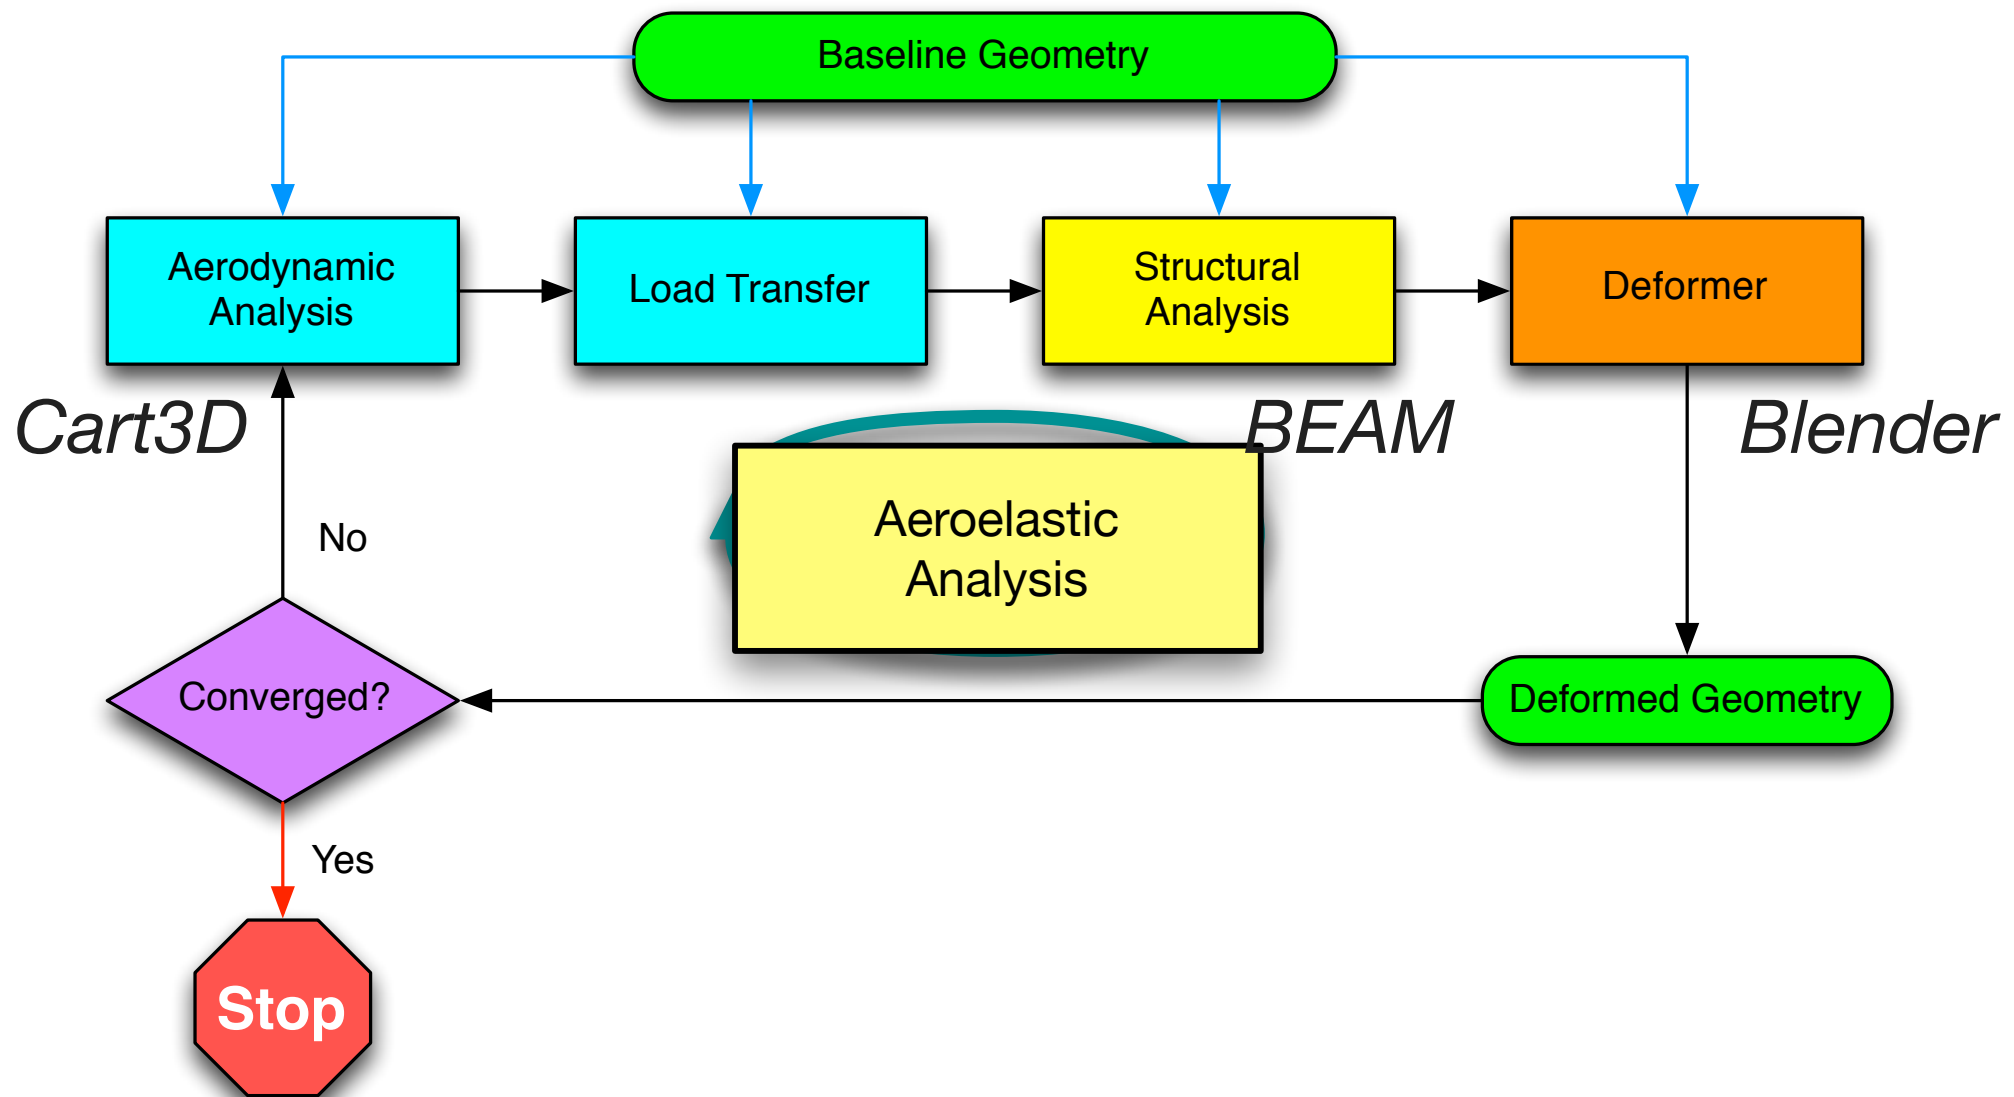 Baseline Geometry
Aerodynamic
Analysis
Load Transfer
Structural
Analysis
Deformer
Cart3D
BEAM
Blender
Aeroelastic
Analysis
No
Converged?
Deformed Geometry
Yes
Stop